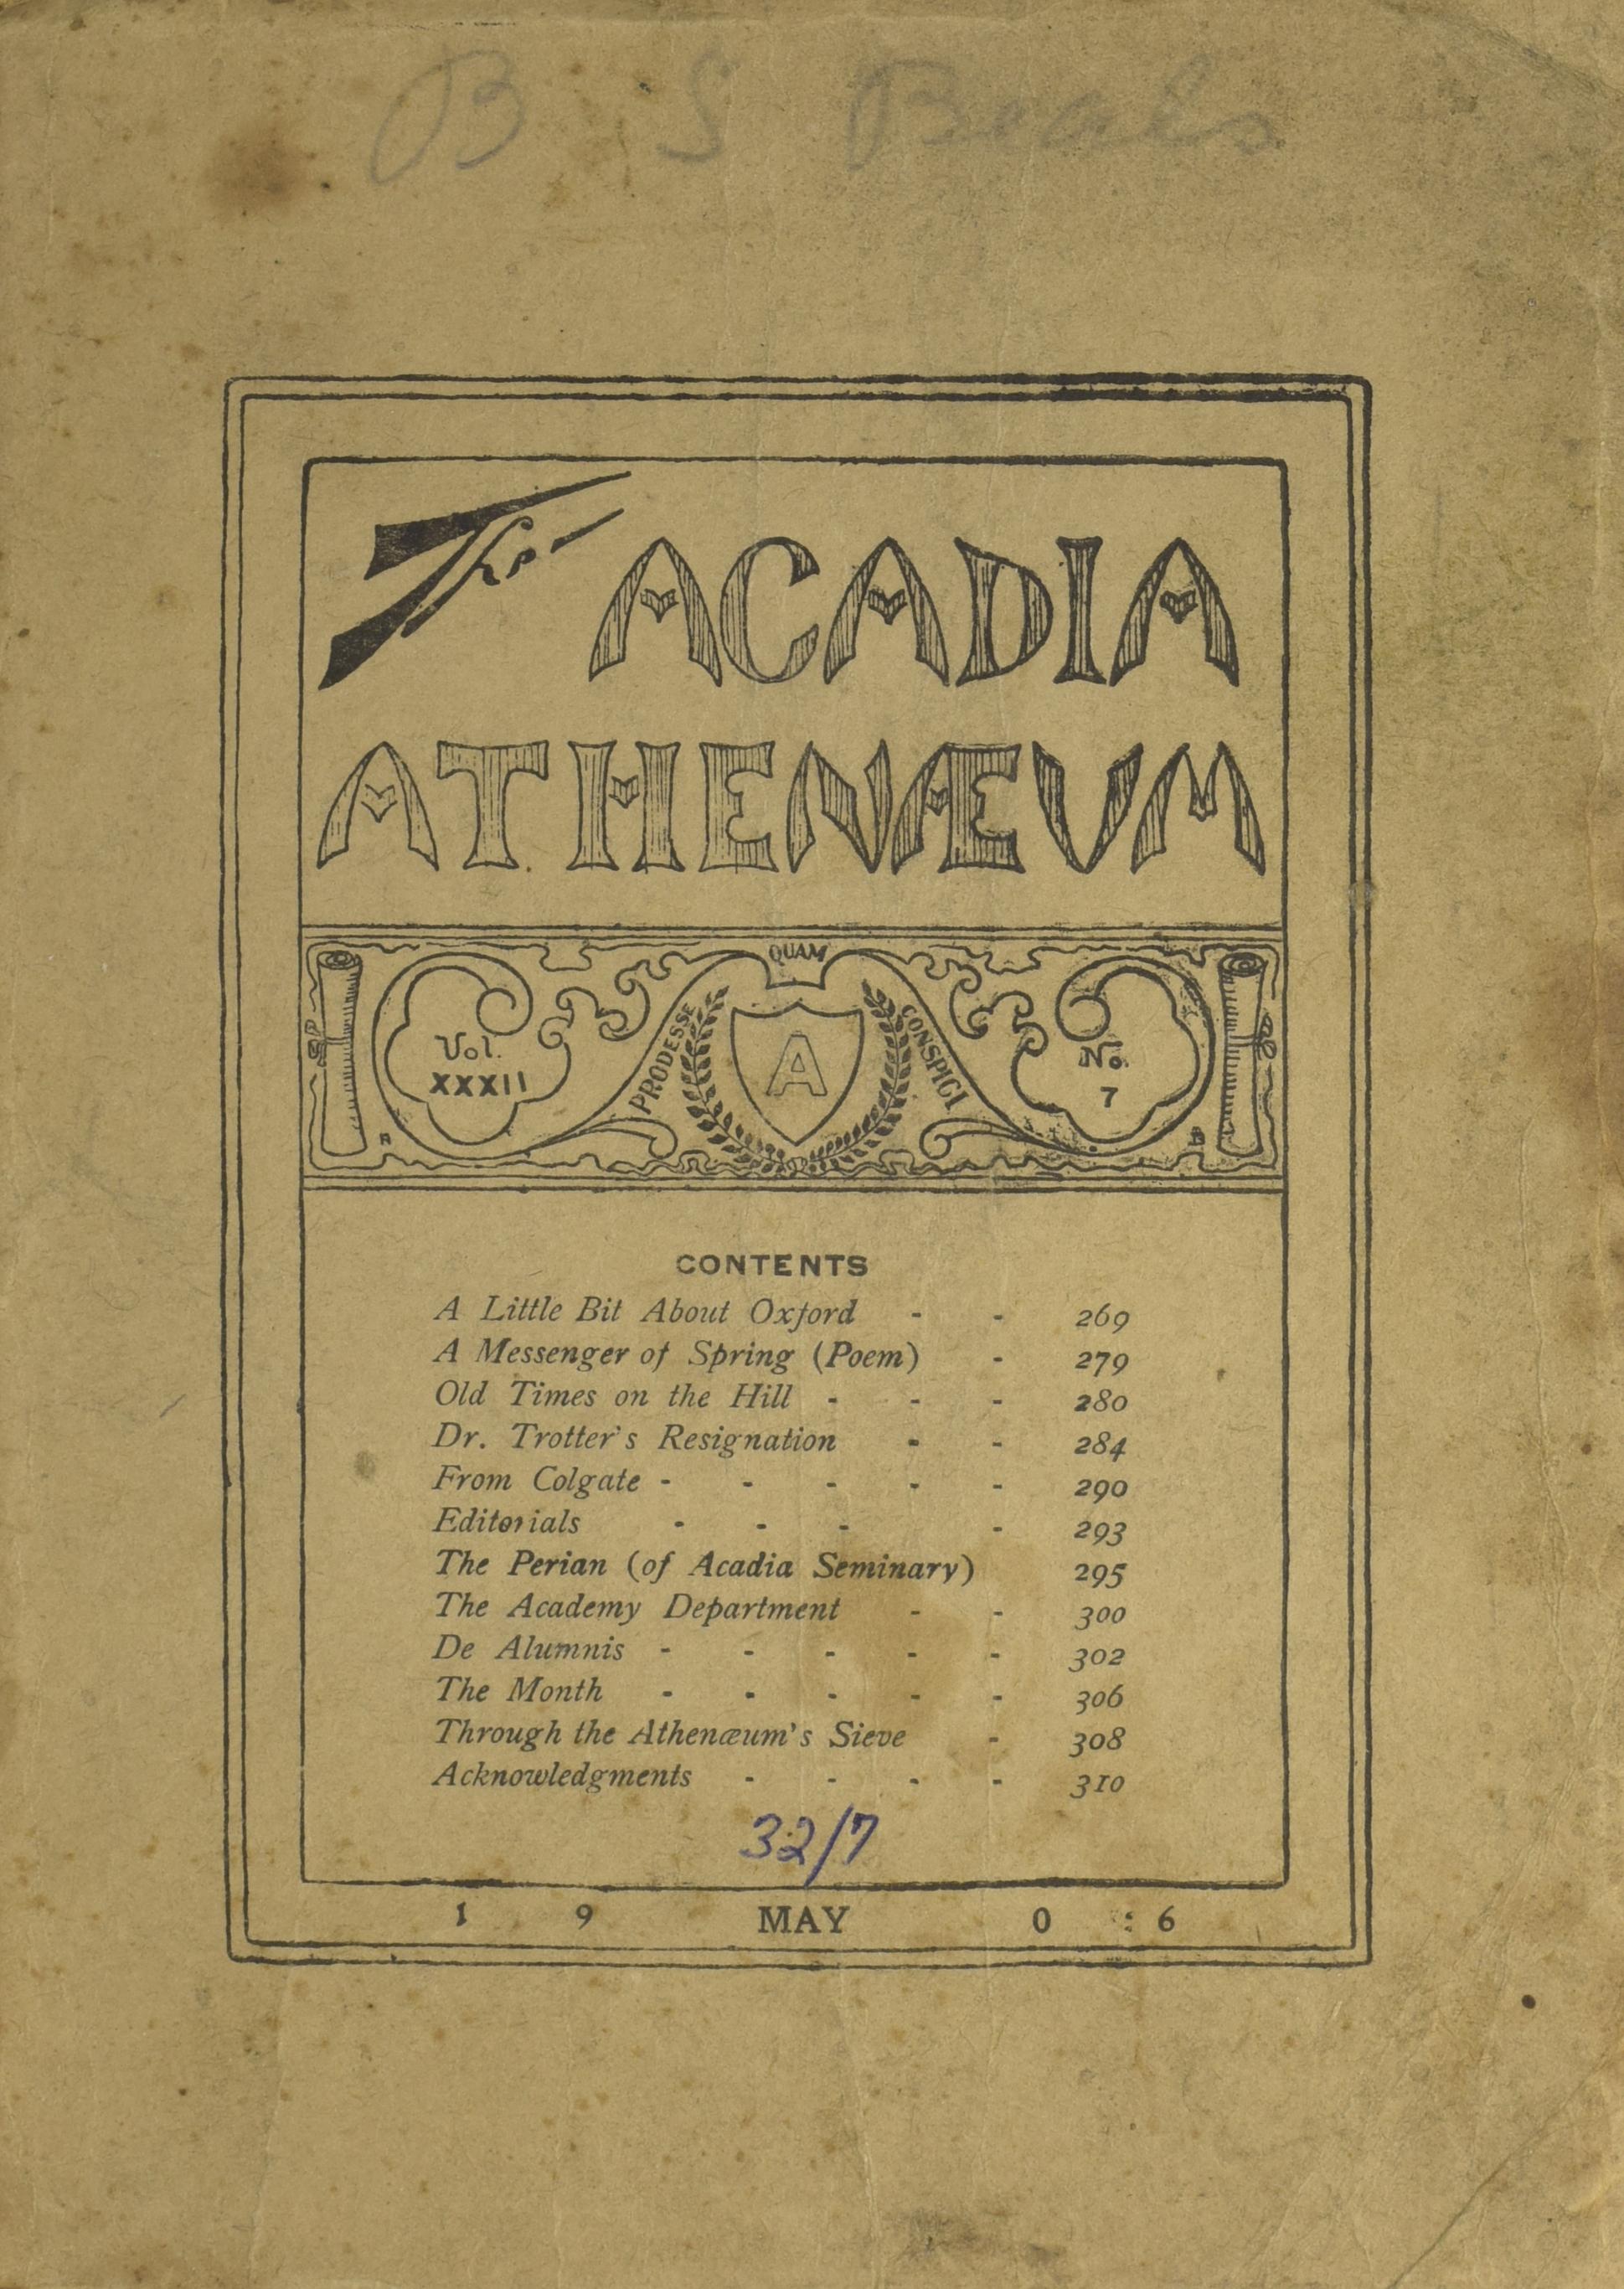 B S Beals
The ACADIA
ATHENÆUM
QUAM
PRODESSE
CONSPICI
A
Vol.
XXXII
No.
7
CONTENTS
A Little Bit About Oxford - - 269
A Messenger of Spring (Poem) - 279
Old Times on the Hill - - - 280
Dr. Trotter's Resignation - - 284
From Colgate - - - - - 290
Editorials - - - - 293
The Perian (of Acadia Seminary) 295
The Academy Department - - 300
De Alumnis - - - - - 302
The Month - - - - - 306
Through the Athenæum's Sieve - 308
Acknowledgments - - - - 310
32/7
1 9 MAY 0 6